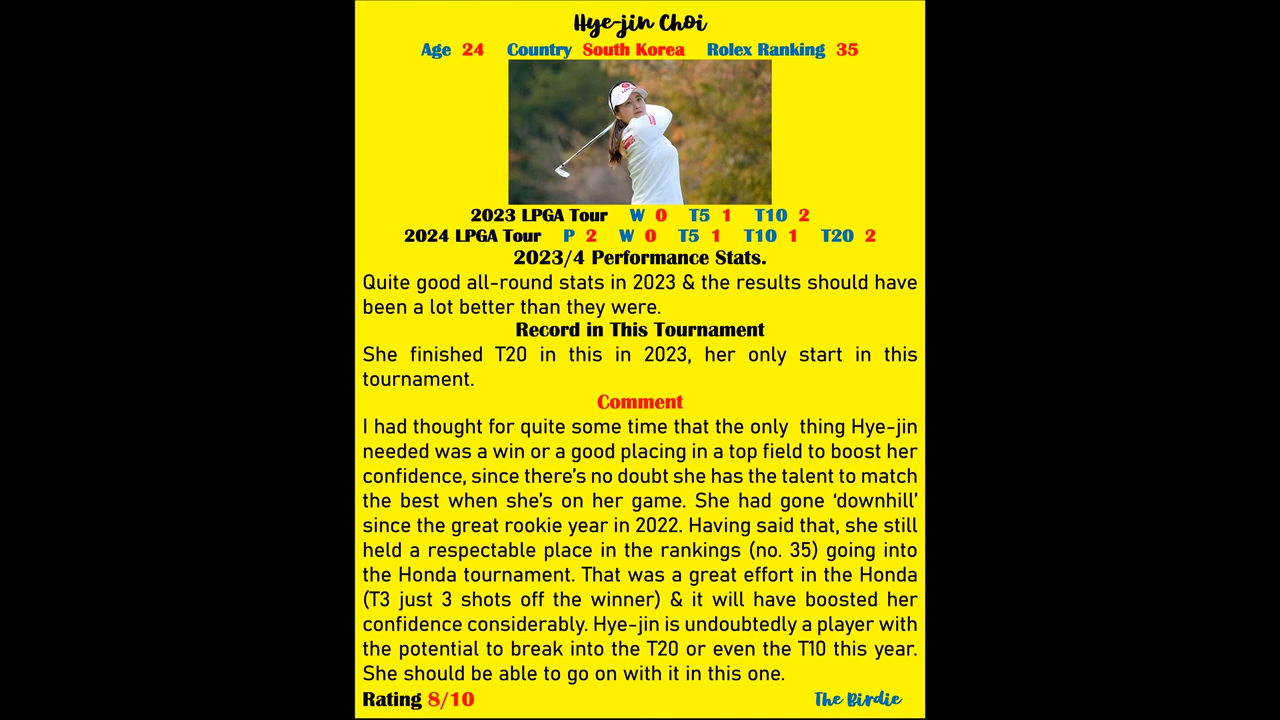 Hye-jin Choi
Age 24 Country South Korea Rolex Ranking 35
2023 LPGA Tour W 0 T5 1 T10 2
2024 LPGA Tour P 2 W 0 T5 1 T10 1 T20 2
2023/4 Performance Stats.
Quite good all-round stats in 2023 & the results should have
been a lot better than they were.
Record in This Tournament
She finished T20 in this in 2023, her only start in this
tournament.
Comment
I had thought for quite some time that the only thing Hye-jin
needed was a win or a good placing in a top field to boost her
confidence, since there's no doubt she has the talent to match
the best when she's on her game. She had gone ‘downhill’
since the great rookie year in 2022. Having said that, she still
held a respectable place in the rankings (no. 35) going into
the Honda tournament. That was a great effort in the Honda
(T3 just 3 shots off the winner) & it will have boosted her
confidence considerably. Hye-jin is undoubtedly a player with
the potential to break into the T20 or even the T10 this year.
She should be able to go on with it in this one.
Rating 8/10 The Birdie